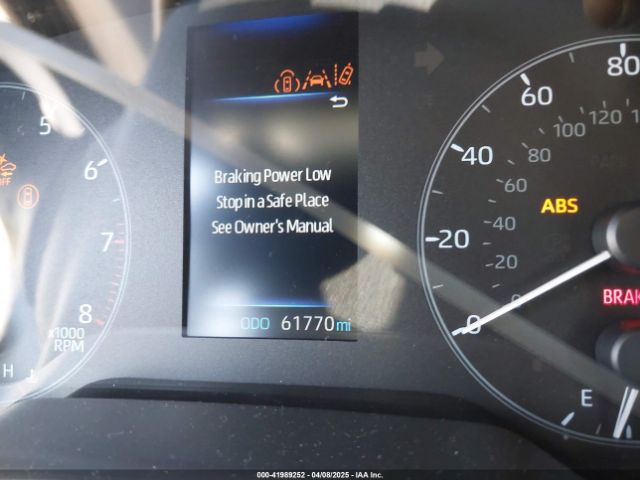 5
6
7
8
x1000
RPM
H
OFF
Braking Power Low
Stop in a Safe Place
See Owner's Manual
ODO 61770 mi
80
60
40
20
0
120
100
80
60
40
20
0
ABS
BRAK
E
000-41989252 - 04/08/2025 - IAA Inc.